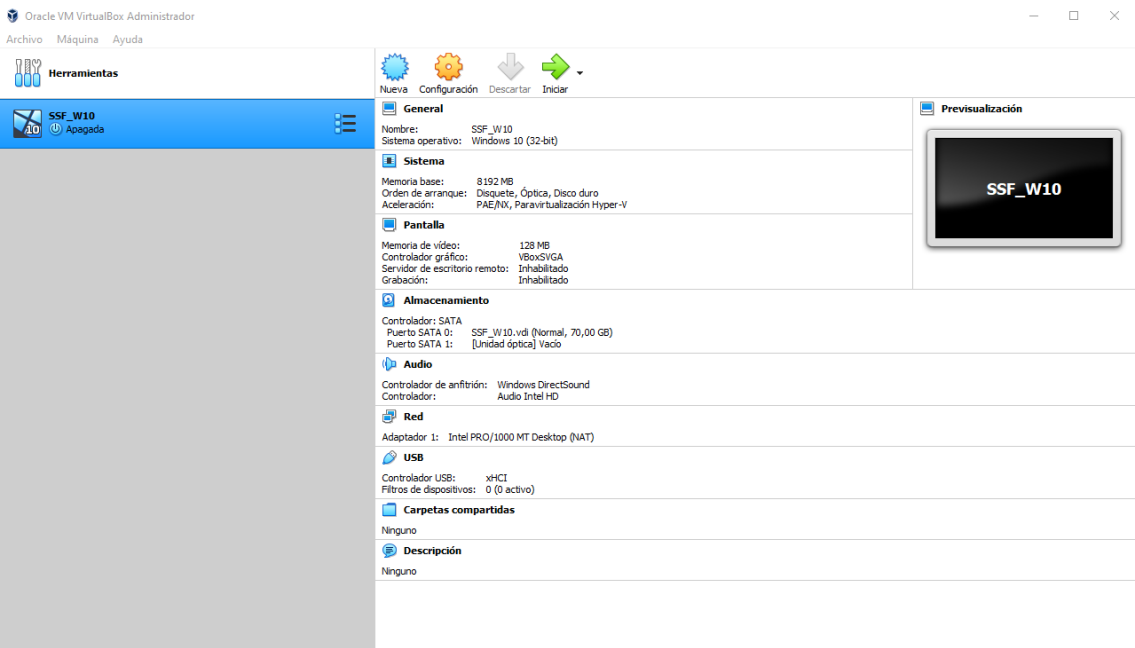 Oracle VM VirtualBox Administrador
Archivo Máquina Ayuda
Herramientas
SSF_W10
Apagada
10
Nueva Configuración Descartar Iniciar
General
Nombre: SSF_W10
Sistema operativo: Windows 10 (32-bit)
Previsualización
SSF_W10
Sistema
Memoria base: 8192 MB
Orden de arranque: Disquete, Óptica, Disco duro
Aceleración: PAE/NX, Paravirtualización Hyper-V
Pantalla
Memoria de vídeo: 128 MB
Controlador gráfico: VBoxSVGA
Servidor de escritorio remoto: Inhabilitado
Grabación: Inhabilitado
Almacenamiento
Controlador: SATA
Puerto SATA 0: SSF_W10.vdi (Normal, 70,00 GB)
Puerto SATA 1: [Unidad óptica] Vacío
Audio
Controlador de anfitrión: Windows DirectSound
Controlador: Audio Intel HD
Red
Adaptador 1: Intel PRO/1000 MT Desktop (NAT)
USB
Controlador USB: xHCI
Filtros de dispositivos: 0 (0 activo)
Carpetas compartidas
Ninguno
Descripción
Ninguno